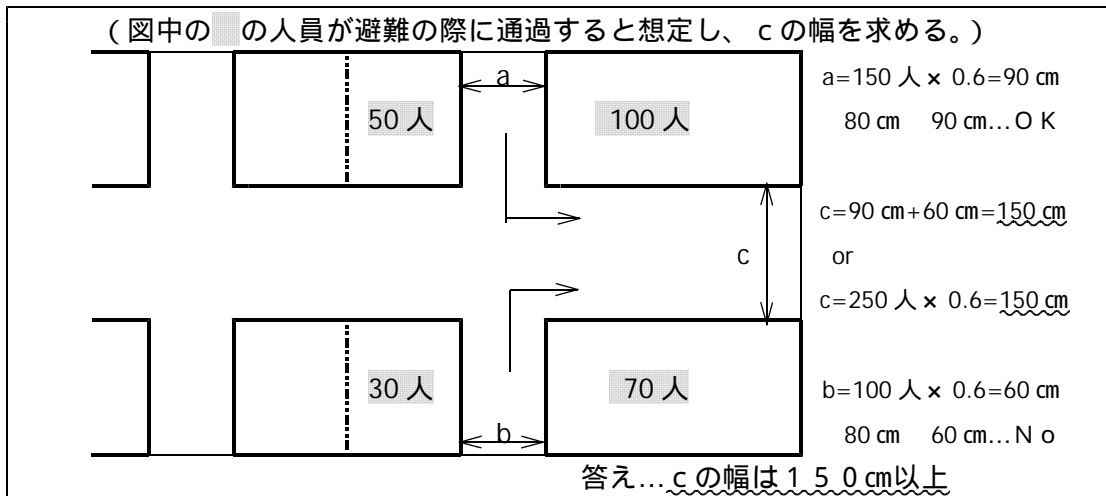 (図中の の人員が避難の際に通過すると想定し、cの幅を求める。)
a
50人
100人
a=150人×0.6=90㎝
80㎝ 90㎝…OK
c
c=90㎝+60㎝=150㎝
or
c=250人×0.6=150㎝
30人
70人
b
b=100人×0.6=60㎝
80㎝ 60㎝…No
答え…cの幅は150㎝以上